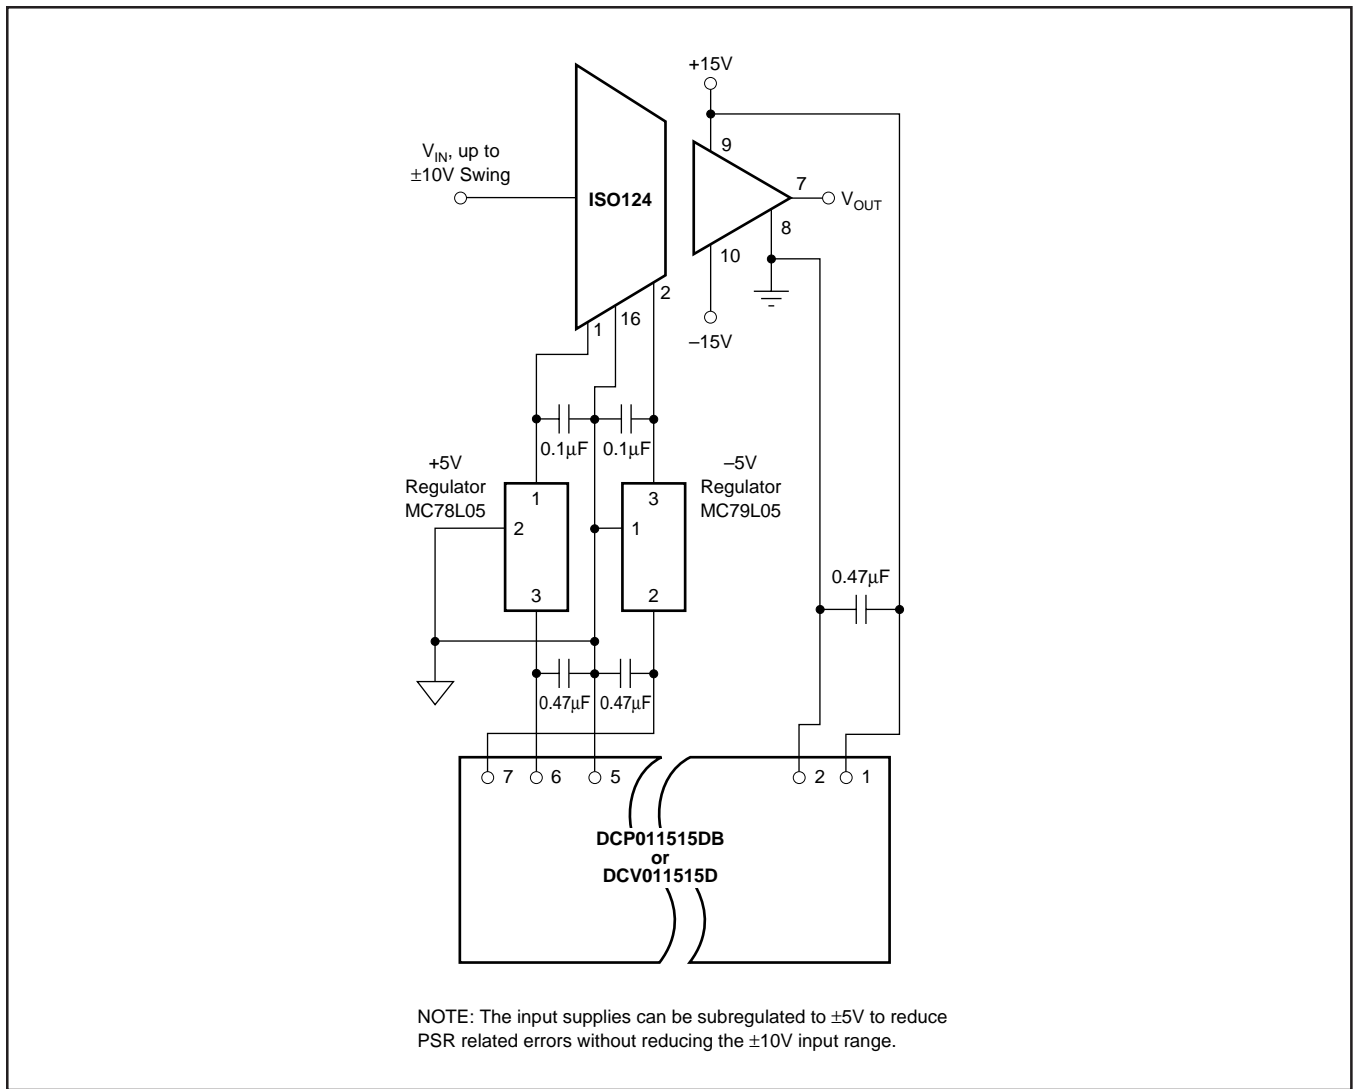 +15V
9
V_IN, up to
±10V Swing
ISO124
7
V_OUT
8
10
2
16
1
–15V
0.1μF
0.1μF
+5V
Regulator
MC78L05
–5V
Regulator
MC79L05
1
3
2
1
3
2
0.47μF
0.47μF
0.47μF
7
6
5
2
1
DCP011515DB
or
DCV011515D
NOTE: The input supplies can be subregulated to ±5V to reduce
PSR related errors without reducing the ±10V input range.